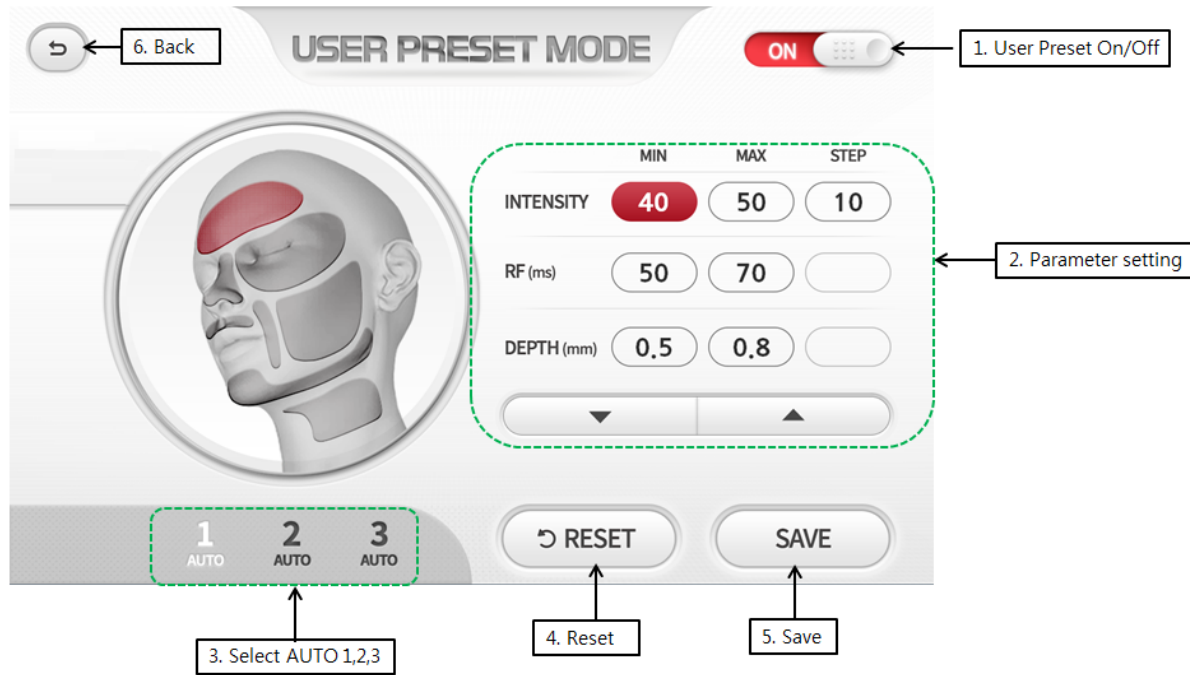 6. Back
USER PRESET MODE
ON
1. User Preset On/Off
MIN MAX STEP
INTENSITY 40 50 10
RF (ms) 50 70
2. Parameter setting
DEPTH (mm) 0.5 0.8
1 2 3
AUTO AUTO AUTO
RESET SAVE
3. Select AUTO 1,2,3
4. Reset
5. Save